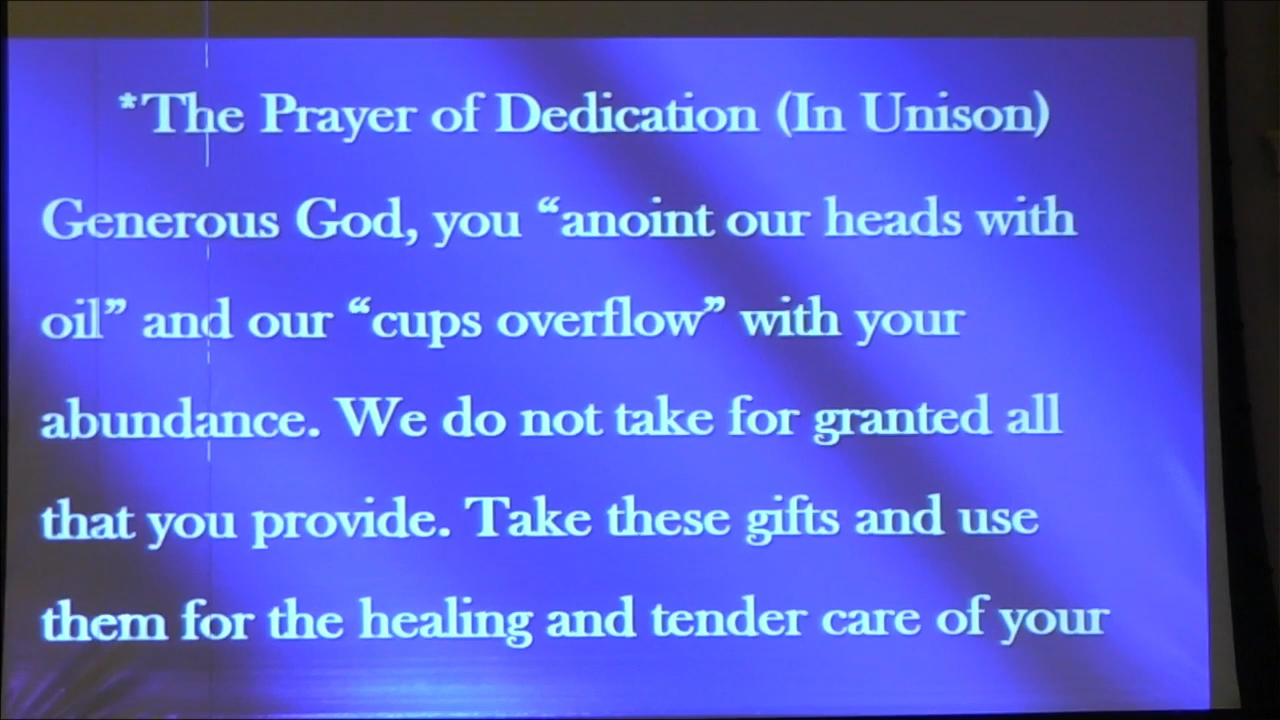 *The Prayer of Dedication (In Unison)
Generous God, you “anoint our heads with
oil” and our “cups overflow” with your
abundance. We do not take for granted all
that you provide. Take these gifts and use
them for the healing and tender care of your